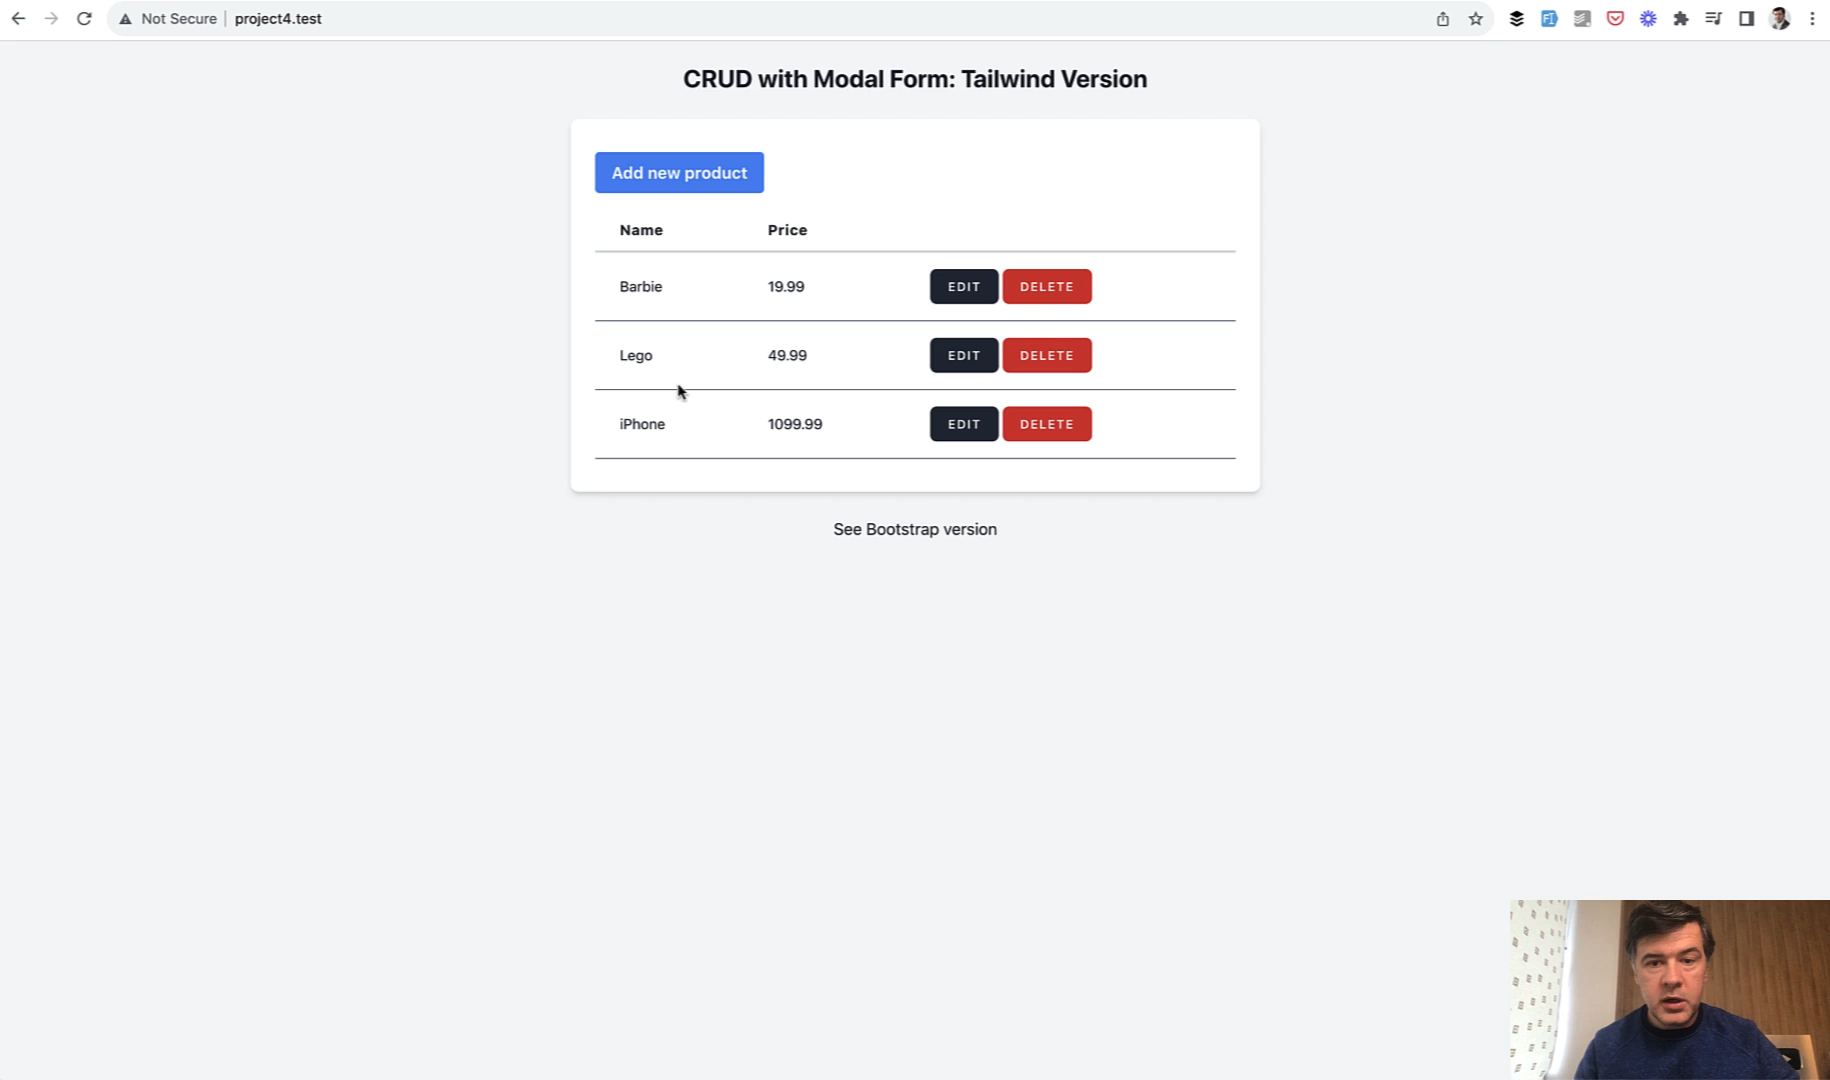 Not Secure | project4.test
CRUD with Modal Form: Tailwind Version
Add new product
Name Price
Barbie 19.99 EDIT DELETE
Lego 49.99 EDIT DELETE
iPhone 1099.99 EDIT DELETE
See Bootstrap version